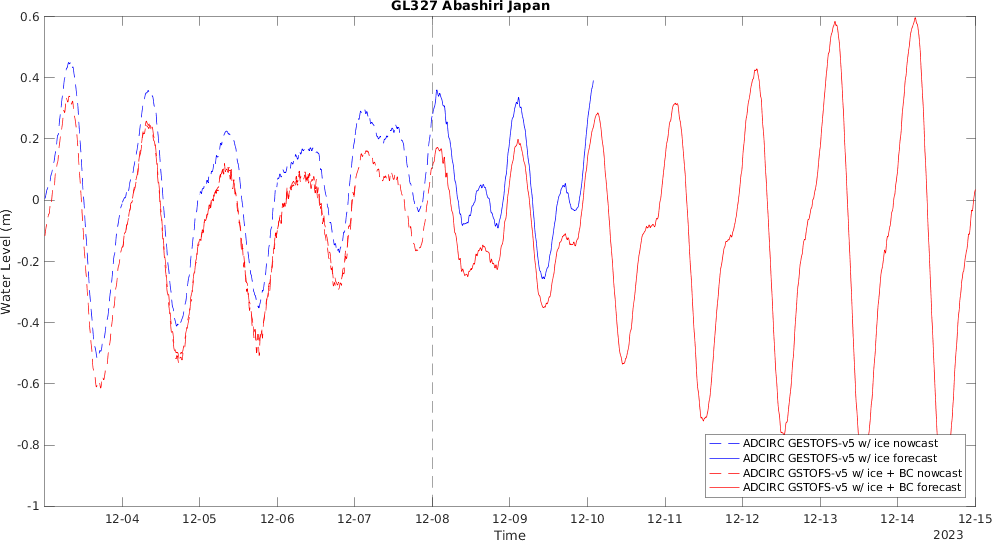 GL327 Abashiri Japan
0.6
0.4
0.2
0
-0.2
-0.4
-0.6
-0.8
-1
Water Level (m)
ADCIRC GESTOFS-v5 w/ ice nowcast
ADCIRC GESTOFS-v5 w/ ice forecast
ADCIRC GSTOFS-v5 w/ ice + BC nowcast
ADCIRC GSTOFS-v5 w/ ice + BC forecast
12-04 12-05 12-06 12-07 12-08 12-09 12-10 12-11 12-12 12-13 12-14 12-15
Time
2023